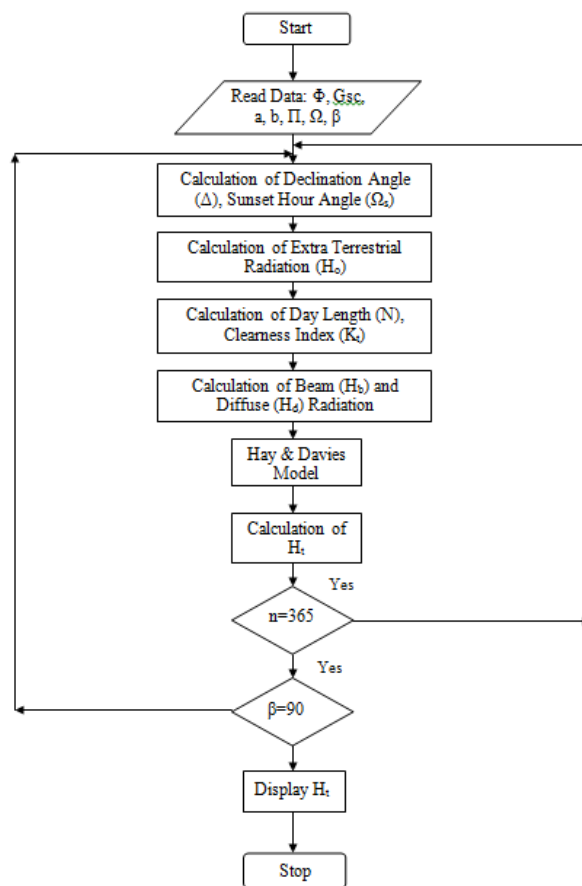 Start
Read Data: Φ, Gsc,
a, b, Π, Ω, β
Calculation of Declination Angle
(Δ), Sunset Hour Angle (Ωs)
Calculation of Extra Terrestrial
Radiation (Ho)
Calculation of Day Length (N),
Clearness Index (Kt)
Calculation of Beam (Hb) and
Diffuse (Hd) Radiation
Hay & Davies
Model
Calculation of
Ht
Yes
n=365
Yes
β=90
Display Ht
Stop